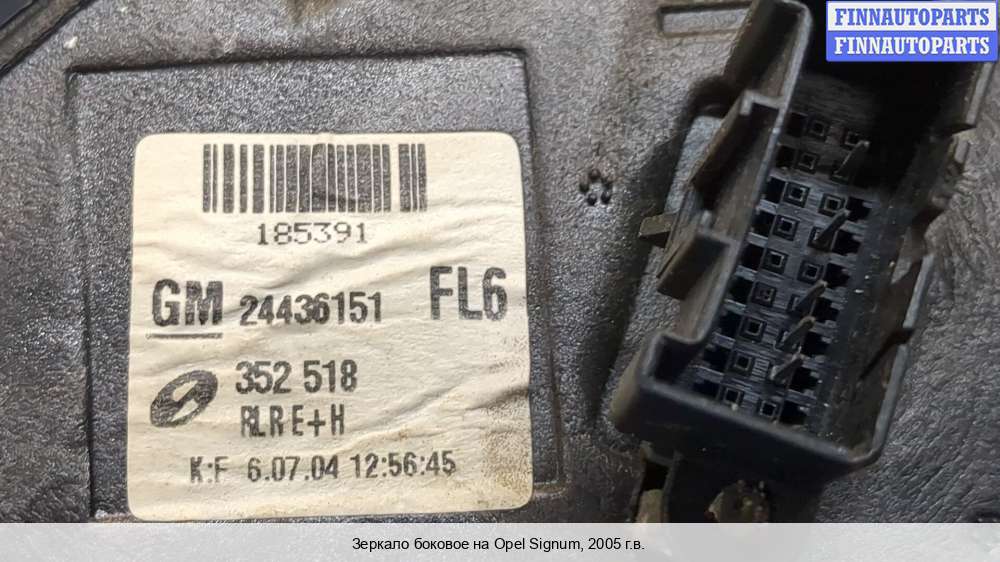 FINNAUTOPARTS
FINNAUTOPARTS
185391
GM 24436151 FL6
352 518
RLR E+H
K:F 6.07.04 12:56:45
Зеркало боковое на Opel Signum, 2005 г.в.